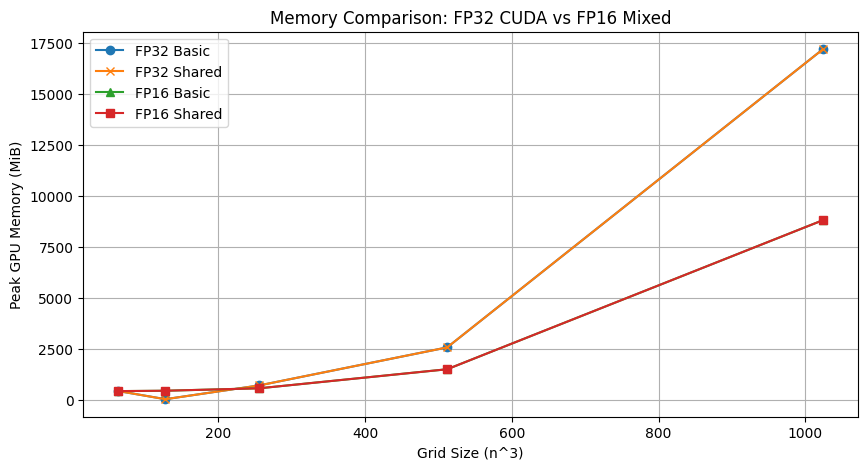 Memory Comparison: FP32 CUDA vs FP16 Mixed
FP32 Basic
FP32 Shared
FP16 Basic
FP16 Shared
Peak GPU Memory (MiB)
17500
15000
12500
10000
7500
5000
2500
0
200
400
600
800
1000
Grid Size (n^3)